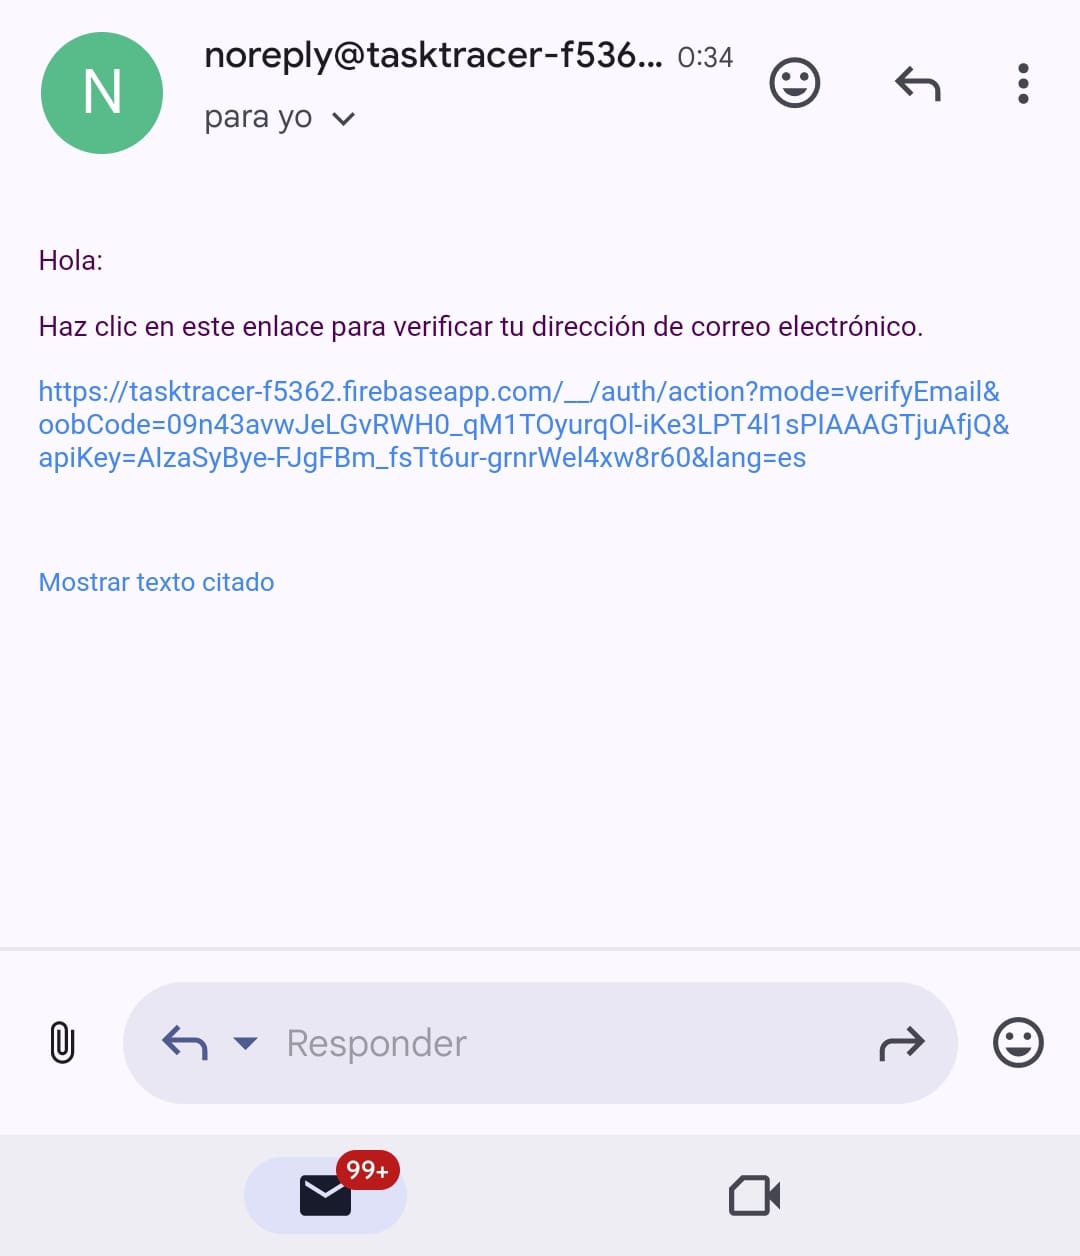 N
noreply@tasktracer-f536... 0:34
para yo
Hola:
Haz clic en este enlace para verificar tu dirección de correo electrónico.
https://tasktracer-f5362.firebaseapp.com/__/auth/action?mode=verifyEmail&
oobCode=09n43avwJeLGvRWH0_qM1TOyurqOl-iKe3LPT4l1sPIAAAGTjuAfjQ&
apiKey=AIzaSyBye-FJgFBm_fsTt6ur-grnrWel4xw8r60&lang=es
Mostrar texto citado
Responder
99+